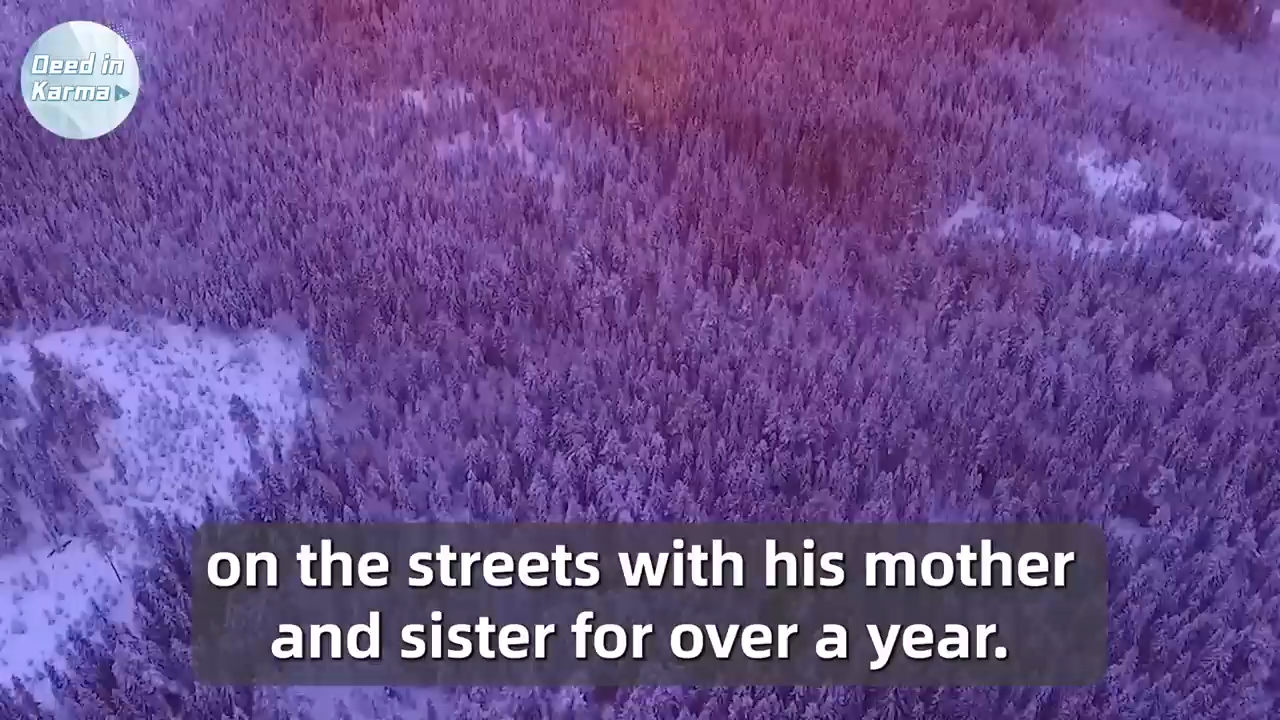 Deed in
Karma
on the streets with his mother
and sister for over a year.